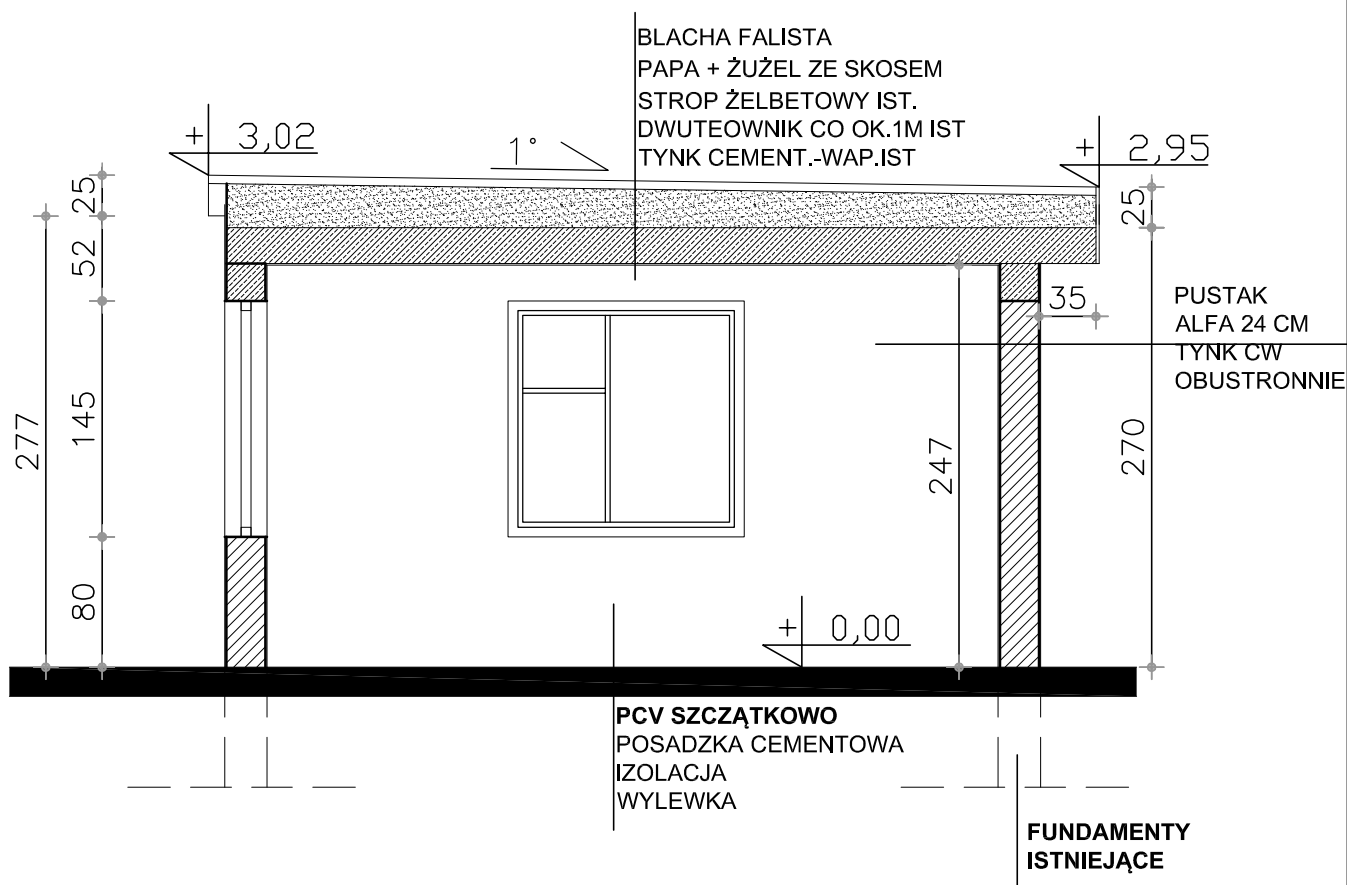 BLACHA FALISTA
PAPA + ŻUŻEL ZE SKOSEM
STROP ŻELBETOWY IST.
DWUTEOWNIK CO OK.1M IST
TYNK CEMENT.-WAP.IST
+ 3,02
1°
+ 2,95
25
52
145
80
277
25
270
35
247
PUSTAK
ALFA 24 CM
TYNK CW
OBUSTRONNIE
+ 0,00
PCV SZCZĄTKOWO
POSADZKA CEMENTOWA
IZOLACJA
WYLEWKA
FUNDAMENTY
ISTNIEJĄCE